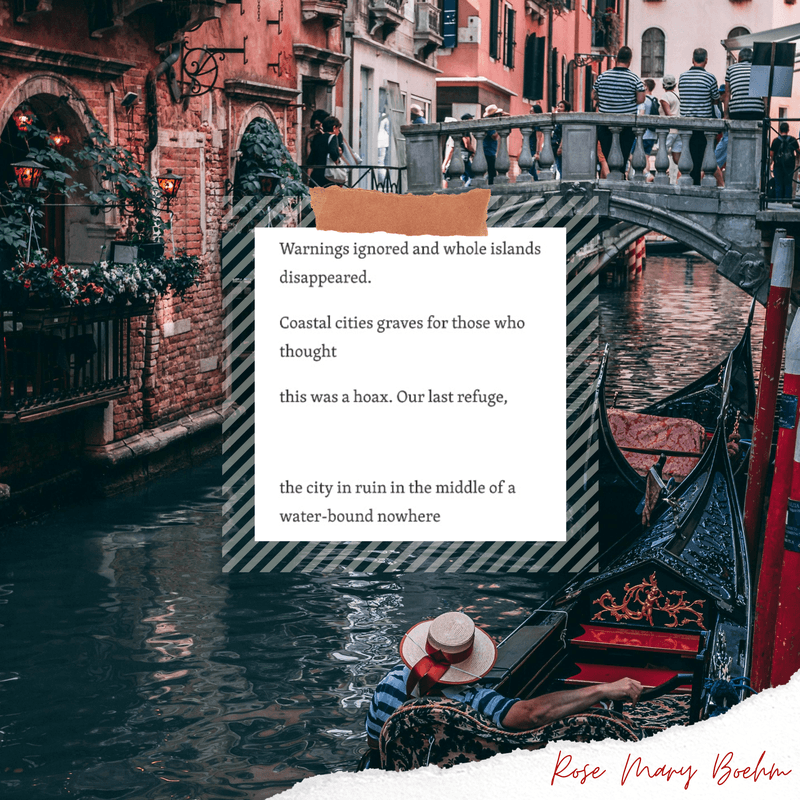 Warnings ignored and whole islands
disappeared.
Coastal cities graves for those who
thought
this was a hoax. Our last refuge,
the city in ruin in the middle of a
water-bound nowhere
Rose Mary Boehm